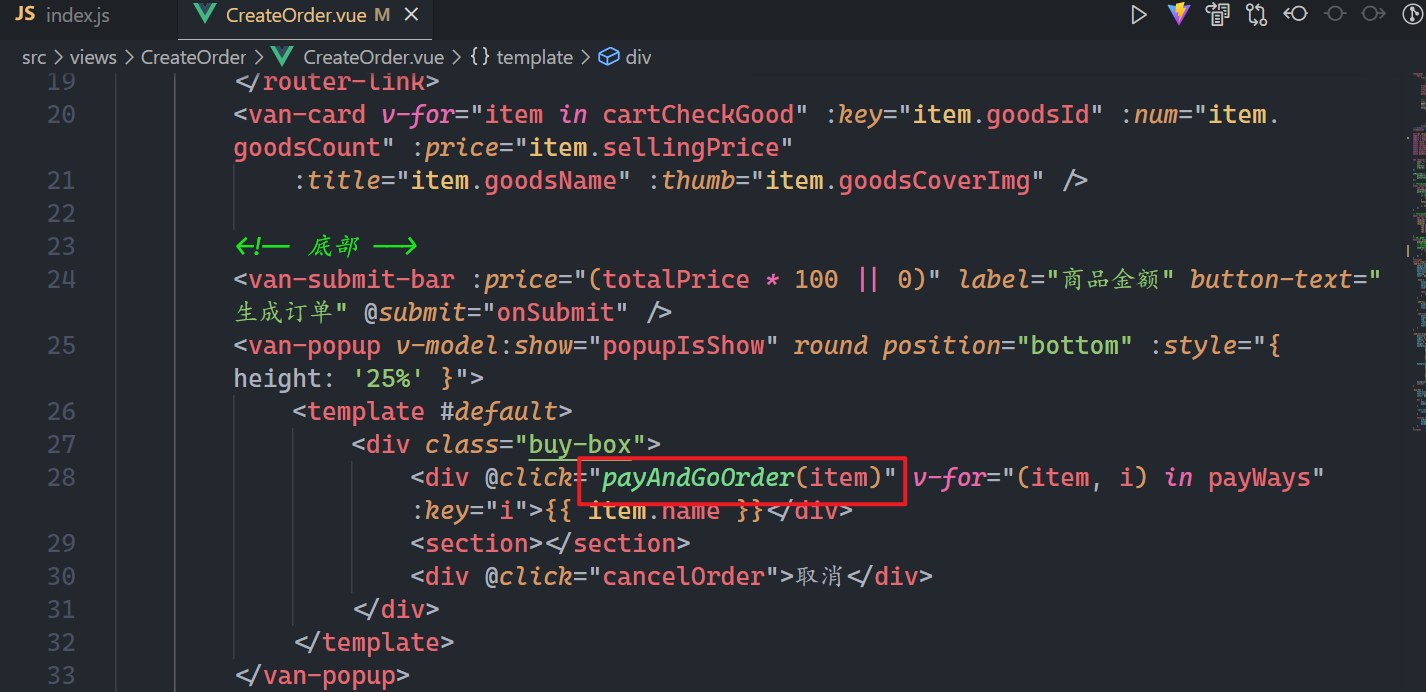 JS index.js CreateOrder.vue M
src > views > CreateOrder > CreateOrder.vue > {} template > div
19 </router-link>
20 <van-card v-for="item in cartCheckGood" :key="item.goodsId" :num="item.
goodsCount" :price="item.sellingPrice"
21 :title="item.goodsName" :thumb="item.goodsCoverImg" />
22
23 <!-- 底部 -->
24 <van-submit-bar :price="(totalPrice * 100 || 0)" label="商品金额" button-text="
生成订单" @submit="onSubmit" />
25 <van-popup v-model:show="popupIsShow" round position="bottom" :style="{
height: '25%' }">
26 <template #default>
27 <div class="buy-box">
28 <div @click="payAndGoOrder(item)" v-for="(item, i) in payWays"
:key="i">{{ item.name }}</div>
29 <section></section>
30 <div @click="cancelOrder">取消</div>
31 </div>
32 </template>
33 </van-popup>